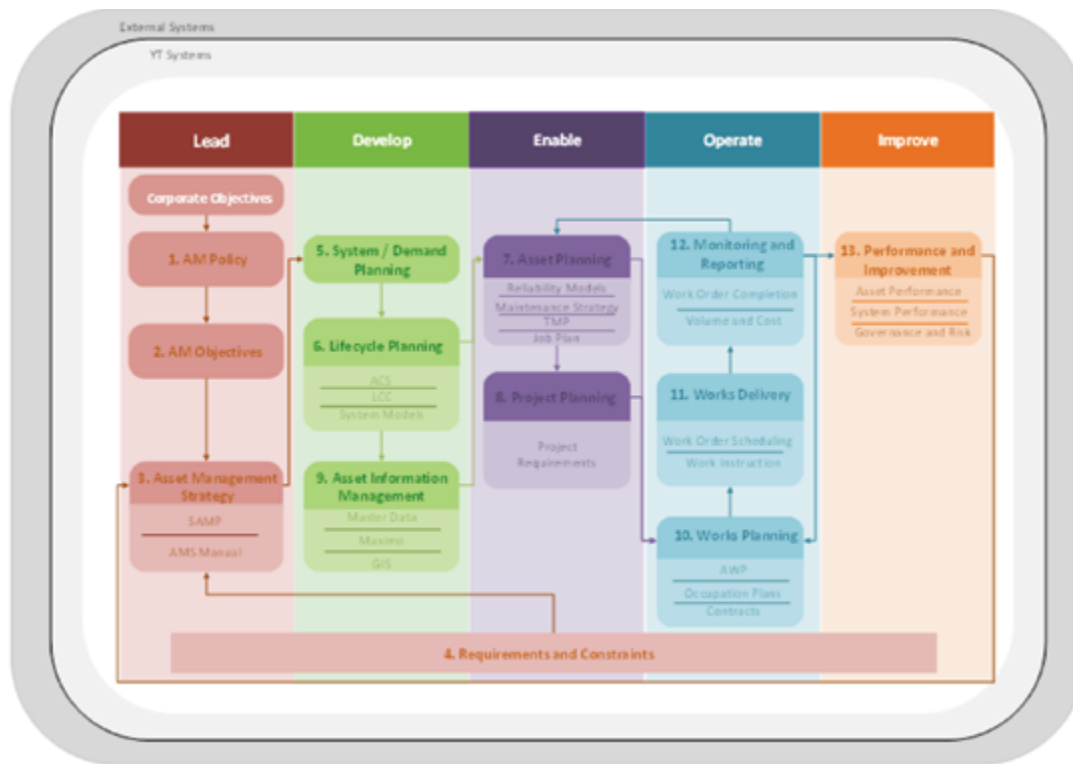 External Systems
YT Systems
Lead
Develop
Enable
Operate
Improve
Corporate Objectives
1. AM Policy
2. AM Objectives
3. Asset Management
Strategy
SAMP
AMS Manual
5. System / Demand
Planning
6. Lifecycle Planning
ACS
LCC
System Models
9. Asset Information
Management
Master Data
Maximo
GIS
7. Asset Planning
Reliability Models
Maintenance Strategy
TMP
Job Plan
8. Project Planning
Project
Requirements
12. Monitoring and
Reporting
Work Order Completion
Volume and Cost
11. Works Delivery
Work Order Scheduling
Work Instruction
10. Works Planning
AWP
Occupation Plans
Contracts
13. Performance and
Improvement
Asset Performance
System Performance
Governance and Risk
4. Requirements and Constraints